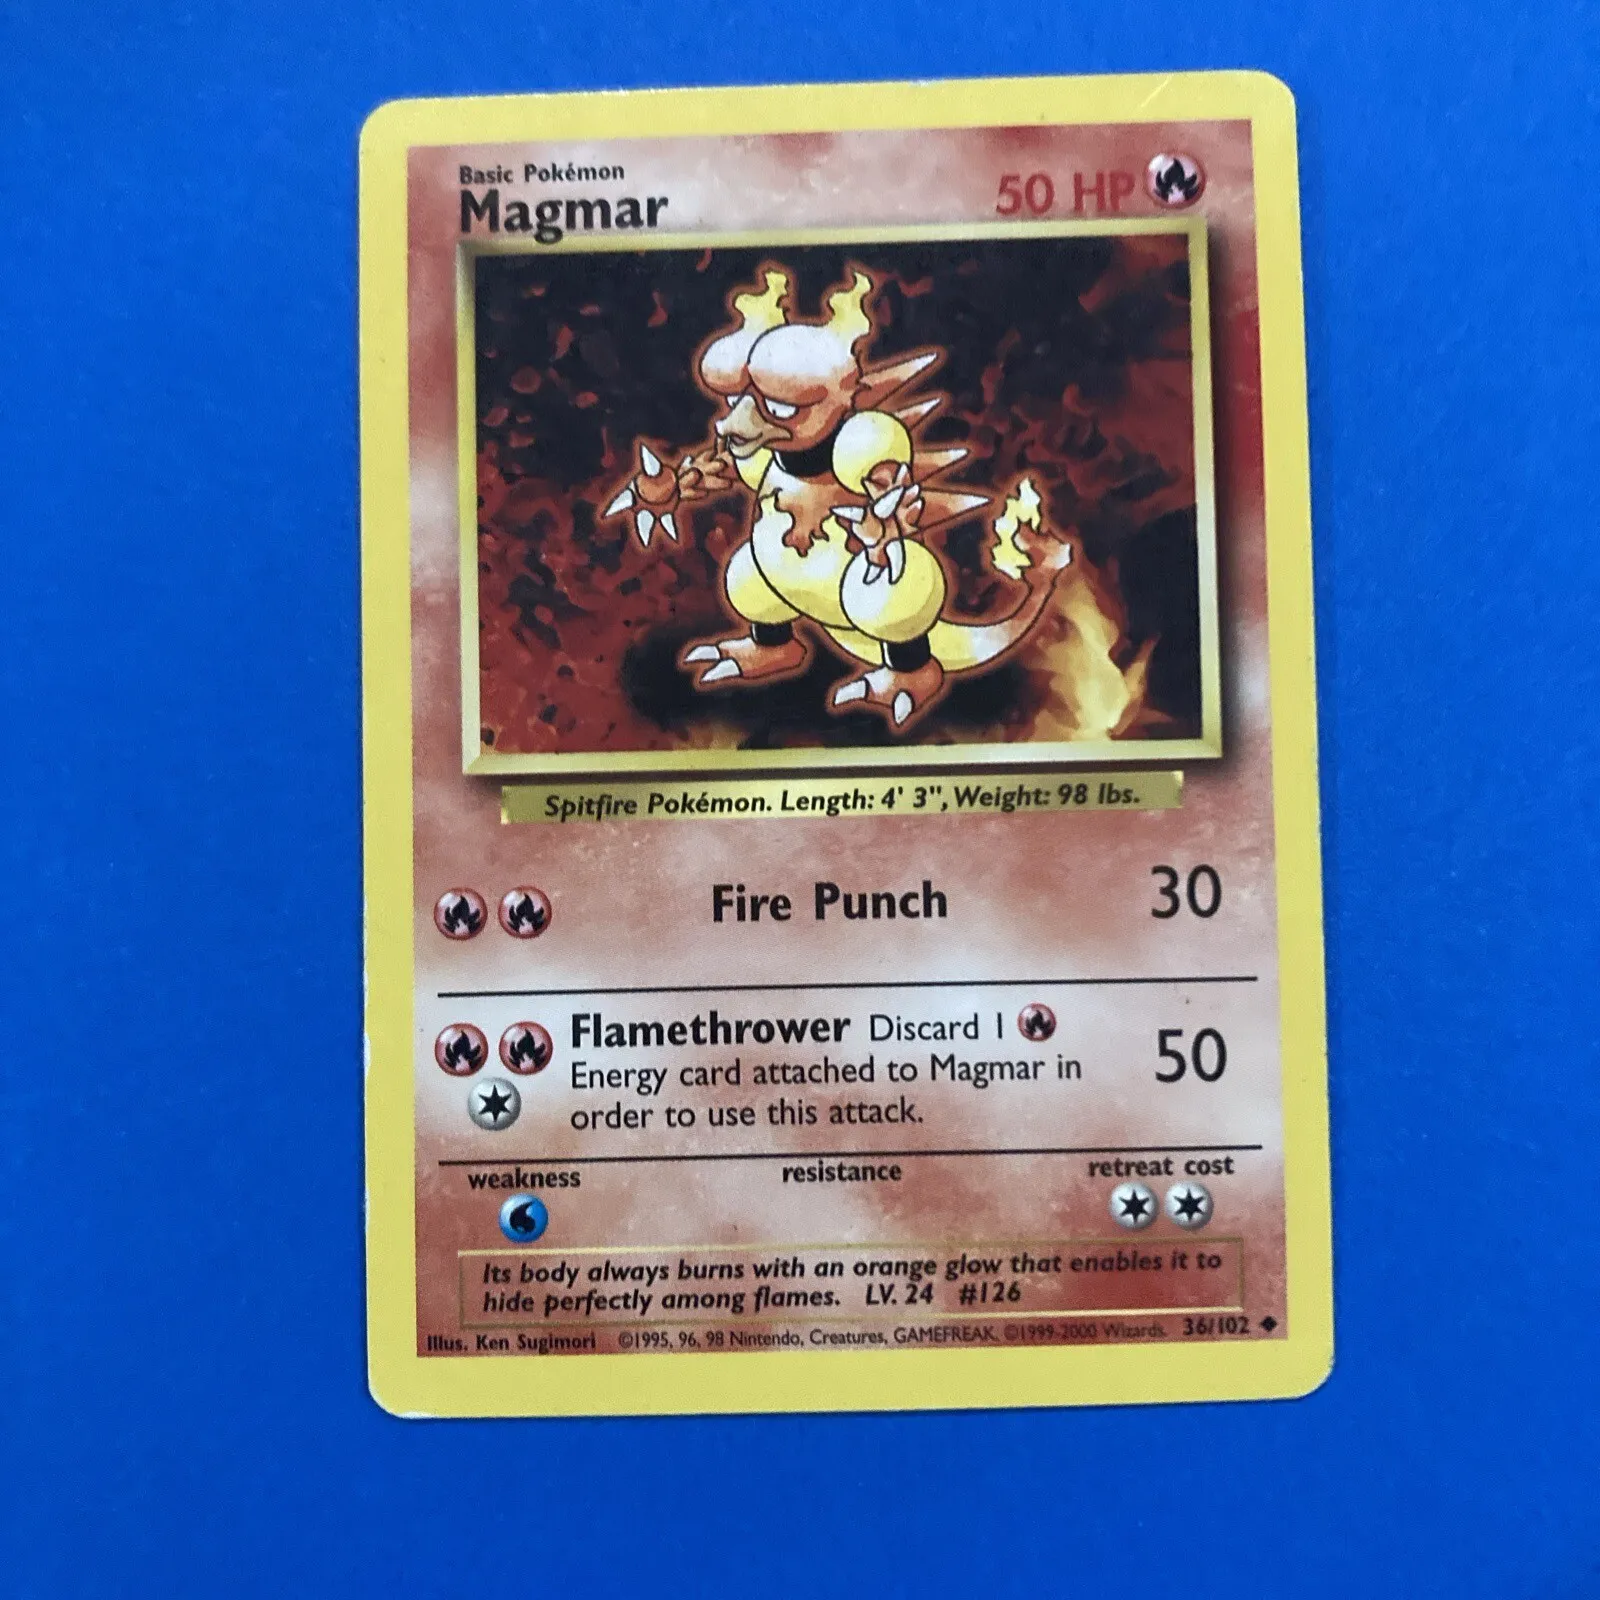 Basic Pokémon
Magmar
50 HP
Spitfire Pokémon. Length: 4' 3", Weight: 98 lbs.
Fire Punch 30
Flamethrower Discard 1
Energy card attached to Magmar in
order to use this attack.
50
weakness resistance retreat cost
Its body always burns with an orange glow that enables it to
hide perfectly among flames. LV. 24 #126
Illus. Ken Sugimori ©1995, 96, 98 Nintendo, Creatures, GAMEFREAK. ©1999-2000 Wizards. 36/102